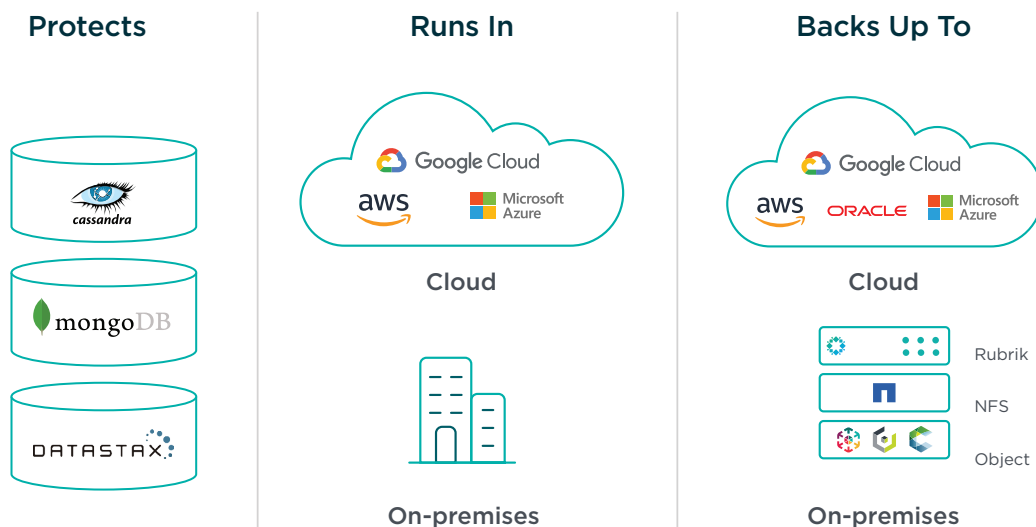 Protects
cassandra
mongoDB
DATASTAX
Runs In
Google Cloud
aws
Microsoft
Azure
Cloud
On-premises
Backs Up To
Google Cloud
aws
ORACLE
Microsoft
Azure
Cloud
Rubrik
NFS
Object
On-premises